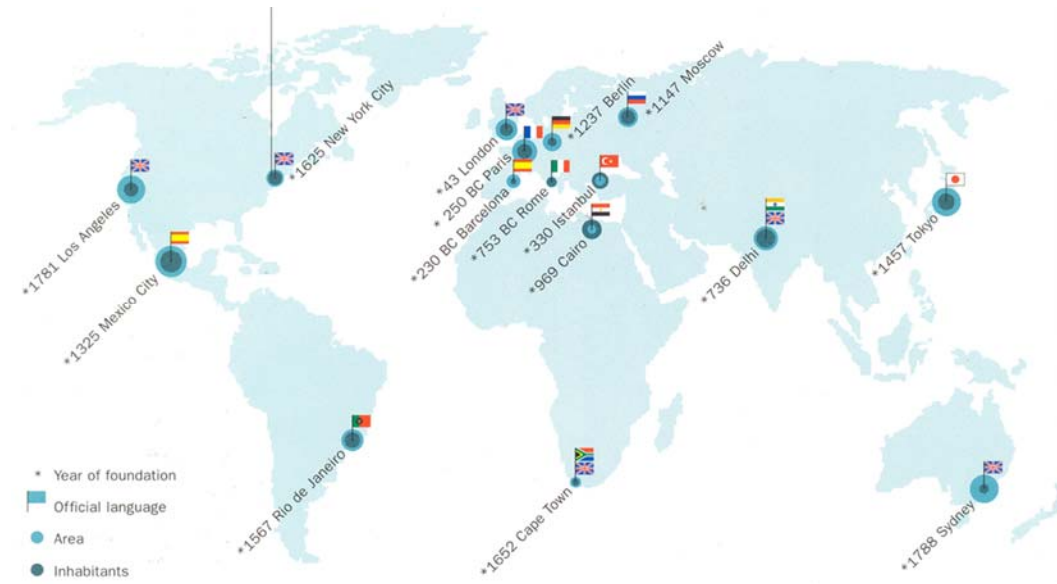 *1625 New York City
*1781 Los Angeles
*1325 Mexico City
*1567 Rio de Janeiro
*43 London
* 250 BC Paris
*230 BC Barcelona
*753 BC Rome
*1237 Berlin
*1147 Moscow
*330 Istanbul
*969 Cairo
*1652 Cape Town
*736 Delhi
*1457 Tokyo
*1788 Sydney
* Year of foundation
Official language
Area
Inhabitants